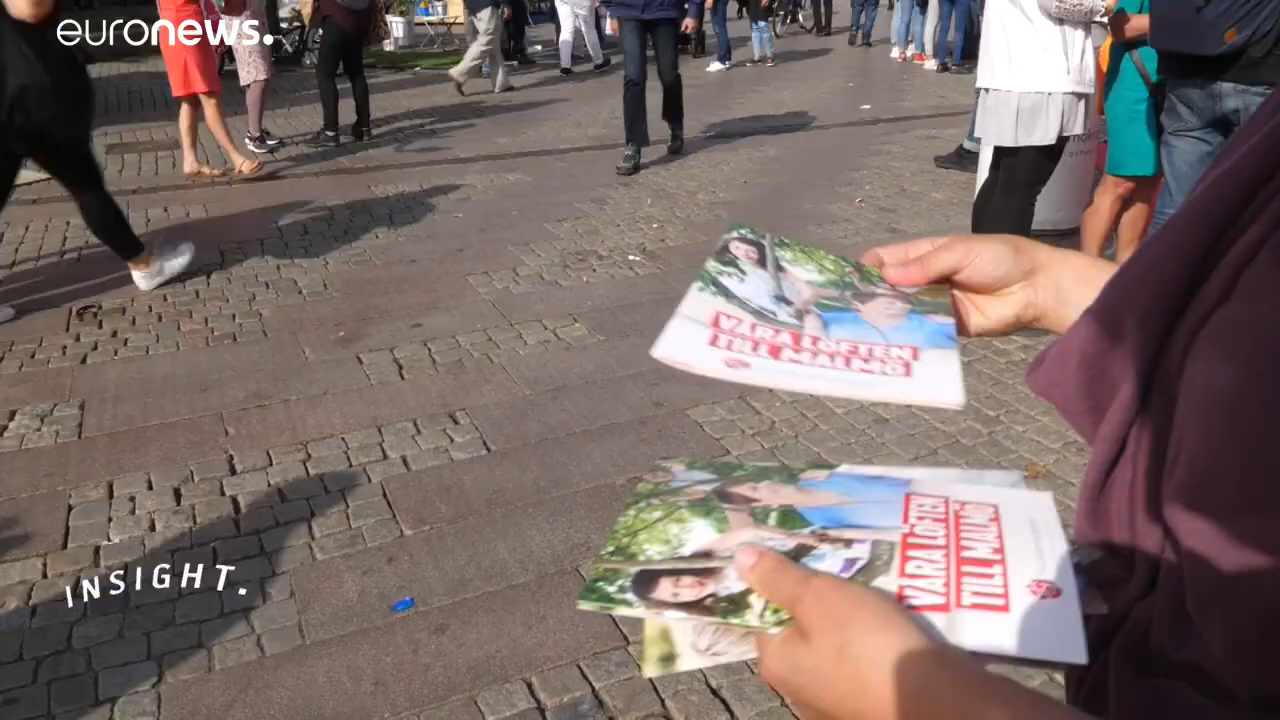 euronews.
VÅRA LÖFTEN
TILL MALMÖ
VÅRA LÖFTEN
TILL MALMÖ
INSIGHT.